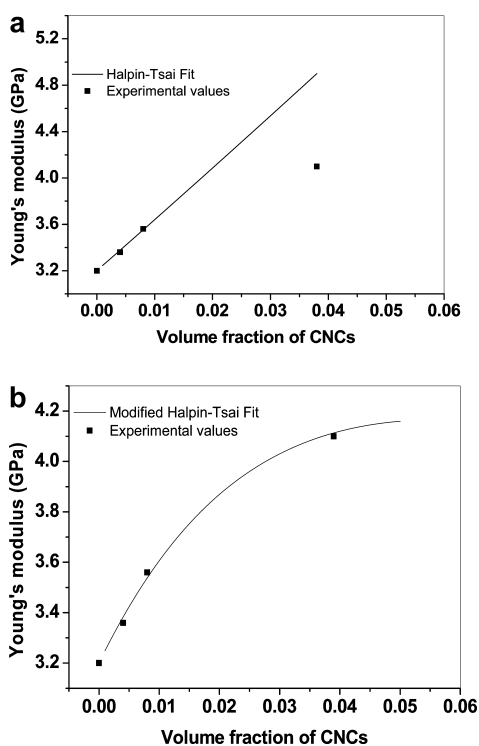 a
5.2
4.8
4.4
4.0
3.6
3.2
Young's modulus (GPa)
Halpin-Tsai Fit
Experimental values
0.00 0.01 0.02 0.03 0.04 0.05 0.06
Volume fraction of CNCs
b
4.2
4.0
3.8
3.6
3.4
3.2
Young's modulus (GPa)
Modified Halpin-Tsai Fit
Experimental values
0.00 0.01 0.02 0.03 0.04 0.05 0.06
Volume fraction of CNCs